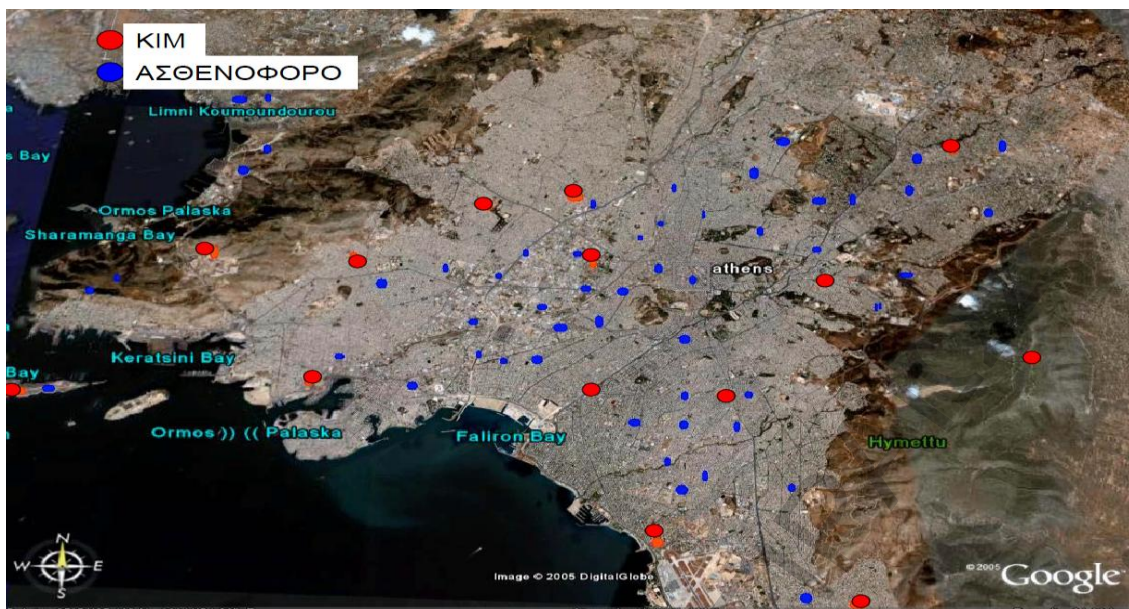 ΚΙΜ
ΑΣΘΕΝΟΦΟΡΟ
Limni Koumoundourou
s Bay
Ormos Palaska
Sharamanga Bay
athens
Keratsini Bay
Bay
Ormos )) (( Palaska
Faliron Bay
Hymettu
N
W E
S
Image © 2005 DigitalGlobe
© 2005 Google